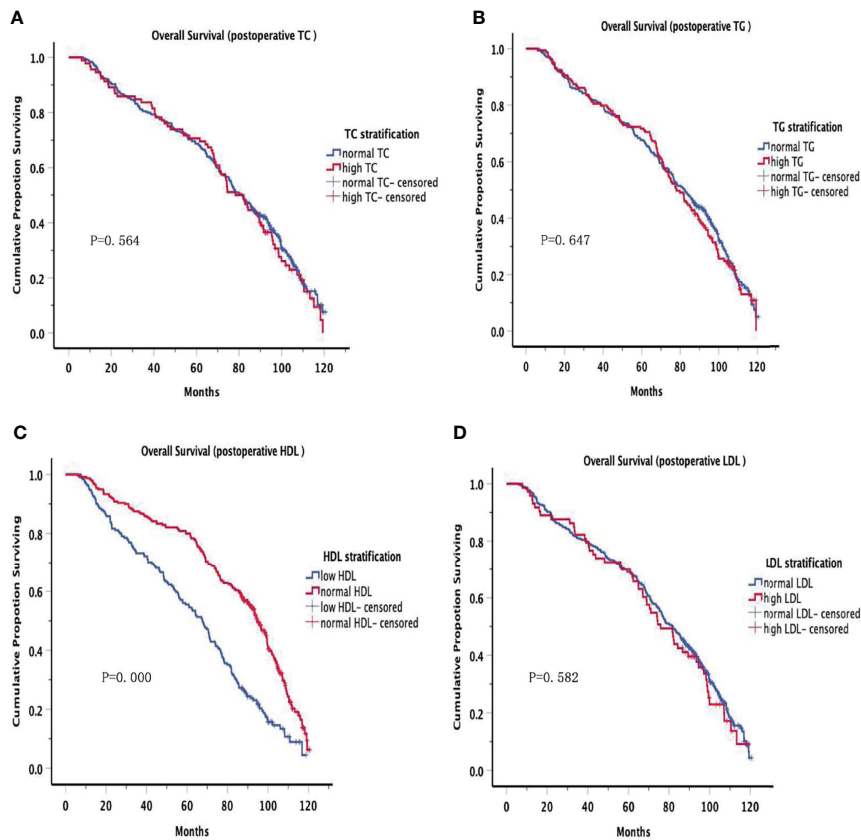 A
Overall Survival (postoperative TC )
Cumulative Propotion Surviving
1.0
0.8
0.6
0.4
0.2
0.0
P=0.564
0 20 40 60 80 100 120
Months
TC stratification
normal TC
high TC
normal TC- censored
high TC- censored
B
Overall Survival (postoperative TG )
Cumulative Propotion Surviving
1.0
0.8
0.6
0.4
0.2
0.0
P=0.647
0 20 40 60 80 100 120
Months
TG stratification
normal TG
high TG
normal TG- censored
high TG- censored
C
Overall Survival (postoperative HDL )
Cumulative Propotion Surviving
1.0
0.8
0.6
0.4
0.2
0.0
P=0.000
0 20 40 60 80 100 120
Months
HDL stratification
low HDL
normal HDL
low HDL- censored
normal HDL- censored
D
Overall Survival (postoperative LDL )
Cumulative Propotion Surviving
1.0
0.8
0.6
0.4
0.2
0.0
P=0.582
0 20 40 60 80 100 120
Months
LDL stratification
normal LDL
high LDL
normal LDL- censored
high LDL- censored